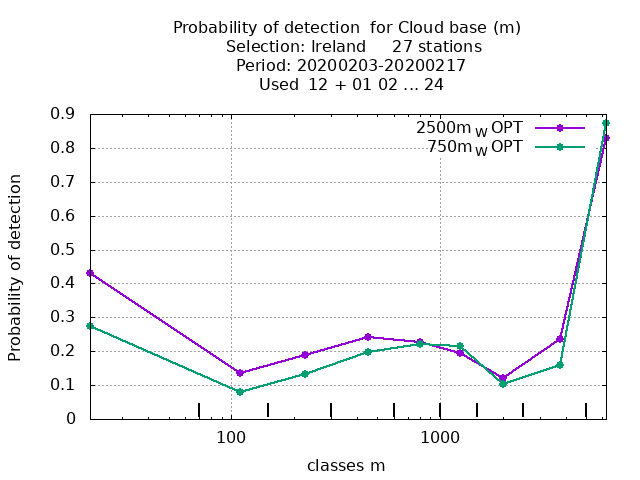 Probability of detection  for Cloud base (m)
Selection: Ireland     27 stations
Period: 20200203-20200217
Used  12 + 01 02 ... 24
2500m W OPT
750m W OPT
0.9
0.8
0.7
0.6
0.5
0.4
0.3
0.2
0.1
0
Probability of detection
100
1000
classes m